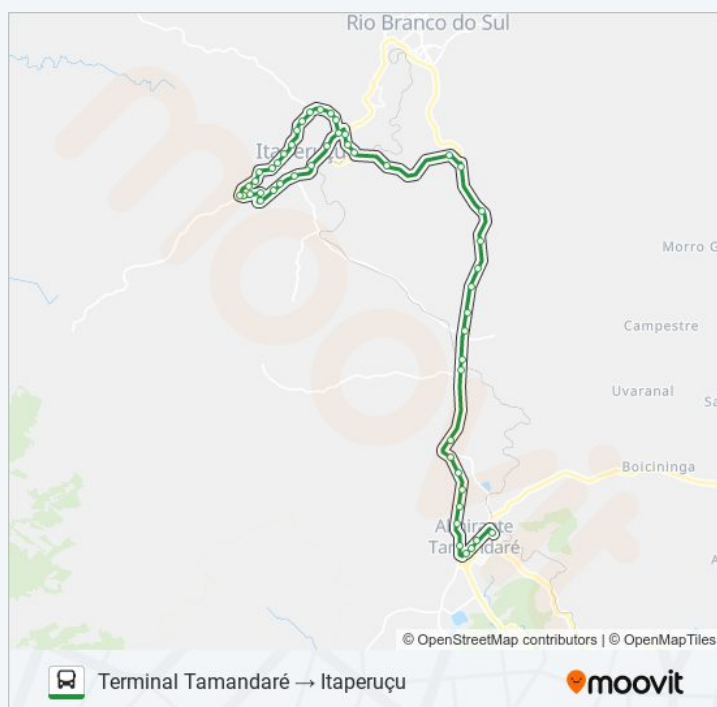 Rio Branco do Sul
Itaperuçu
Morro G
Campestre
Uvaranal
Sa
Boicininga
Almirante
Tamandaré
A
moovit
© OpenStreetMap contributors | © OpenMapTiles
Terminal Tamandaré → Itaperuçu
moovit